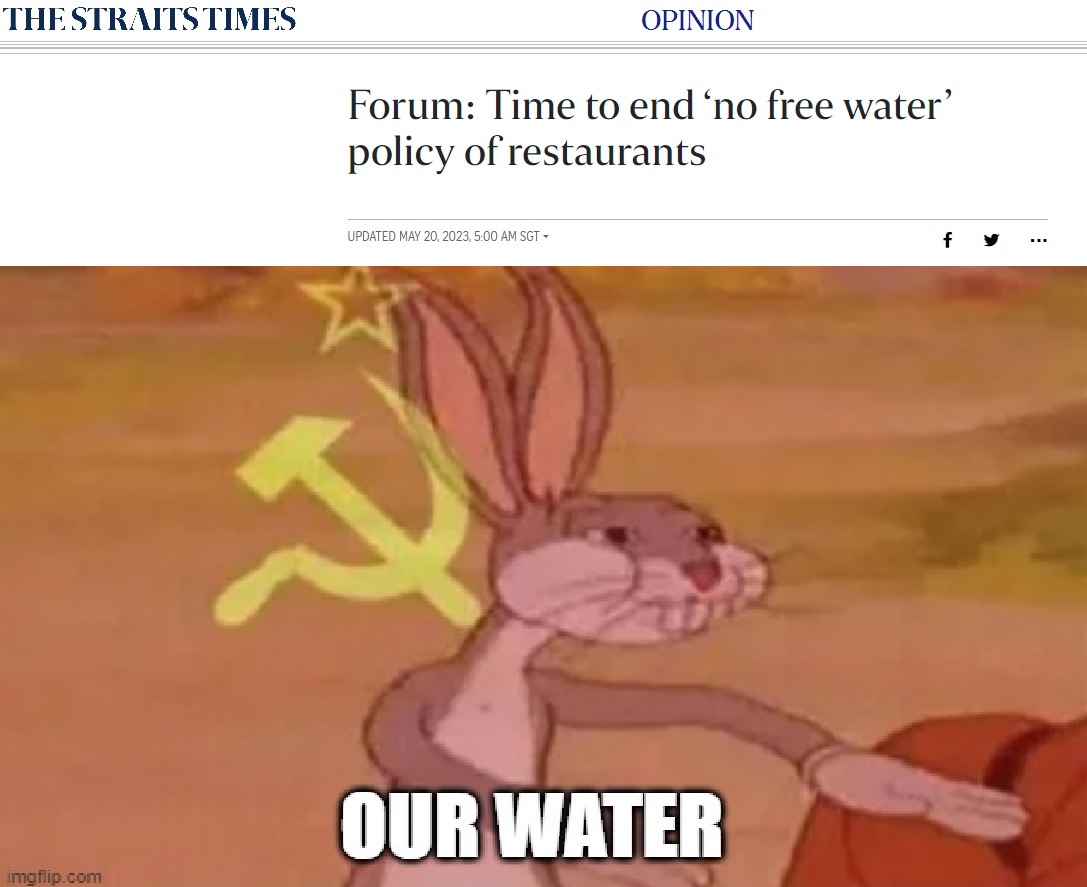 THE STRAITS TIMES
OPINION
Forum: Time to end ‘no free water’
policy of restaurants
UPDATED MAY 20, 2023, 5:00 AM SGT
OUR WATER
imgflip.com